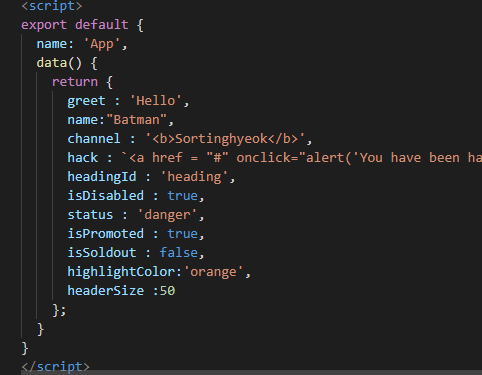 <script>
export default {
  name: 'App',
  data() {
    return {
      greet : 'Hello',
      name:"Batman",
      channel : '<b>Sortinghyeok</b>',
      hack : `<a href = "#" onclick="alert('You have been ha
      headingId : 'heading',
      isDisabled : true,
      status : 'danger',
      isPromoted : true,
      isSoldout : false,
      highlightColor:'orange',
      headerSize :50
    };
  }
}
</script>